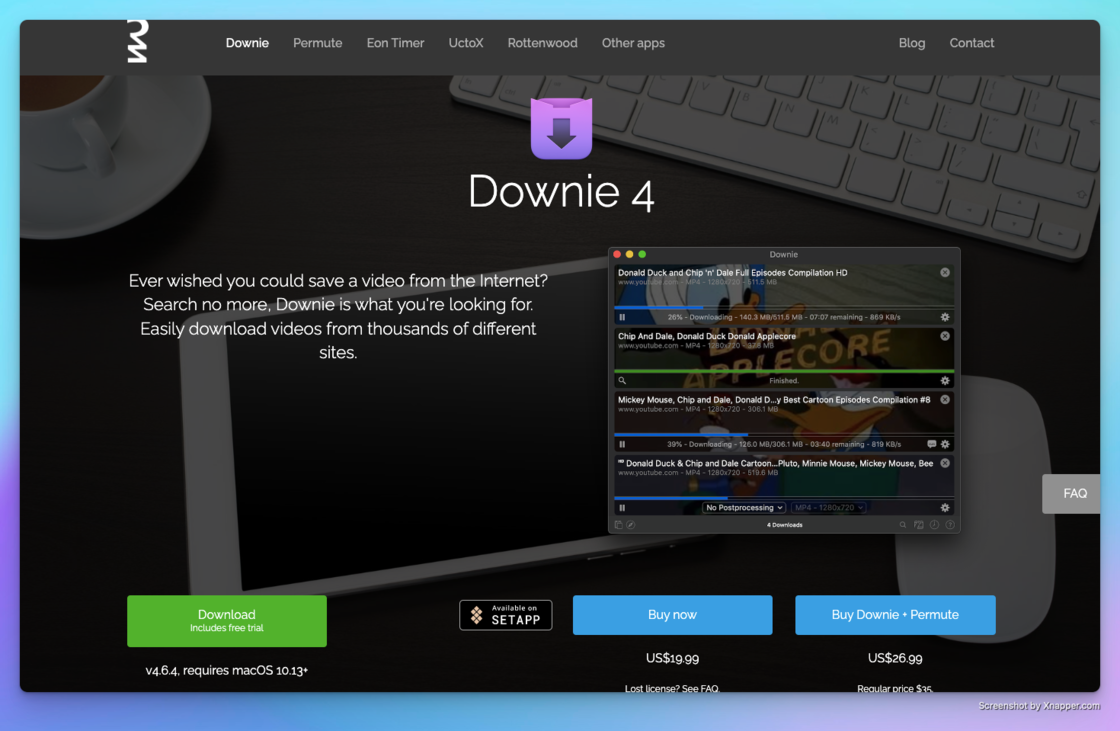 Downie
Permute
Eon Timer
UctoX
Rottenwood
Other apps
Blog
Contact
Downie 4
Ever wished you could save a video from the Internet?
Search no more, Downie is what you're looking for.
Easily download videos from thousands of different
sites.
Downie
Donald Duck and Chip 'n' Dale Full Episodes Compilation HD
www.youtube.com - MP4 - 1280x720 - 511.5 MB
26% - Downloading - 140.3 MB/511.5 MB - 07:07 remaining - 869 KB/s
Chip And Dale, Donald Duck Donald Applecore
www.youtube.com - MP4 - 1280x720 - 37.8 MB
DONALD
APPLECORE
Finished.
Mickey Mouse, Chip and Dale, Donald D...y Best Cartoon Episodes Compilation #8
www.youtube.com - MP4 - 1280x720 - 306.1 MB
39% - Downloading - 126.0 MB/306.1 MB - 03:40 remaining - 819 KB/s
HD Donald Duck & Chip and Dale Cartoon...Pluto, Minnie Mouse, Mickey Mouse, Bee
www.youtube.com - MP4 - 1280x720 - 519.6 MB
No Postprocessing
MP4 - 1280x720
4 Downloads
FAQ
Download
Includes free trial
v4.6.4, requires macOS 10.13+
Available on
SETAPP
Buy now
US$19.99
Lost license? See FAQ.
Buy Downie + Permute
US$26.99
Regular price $35.
Screenshot by Xnapper.com